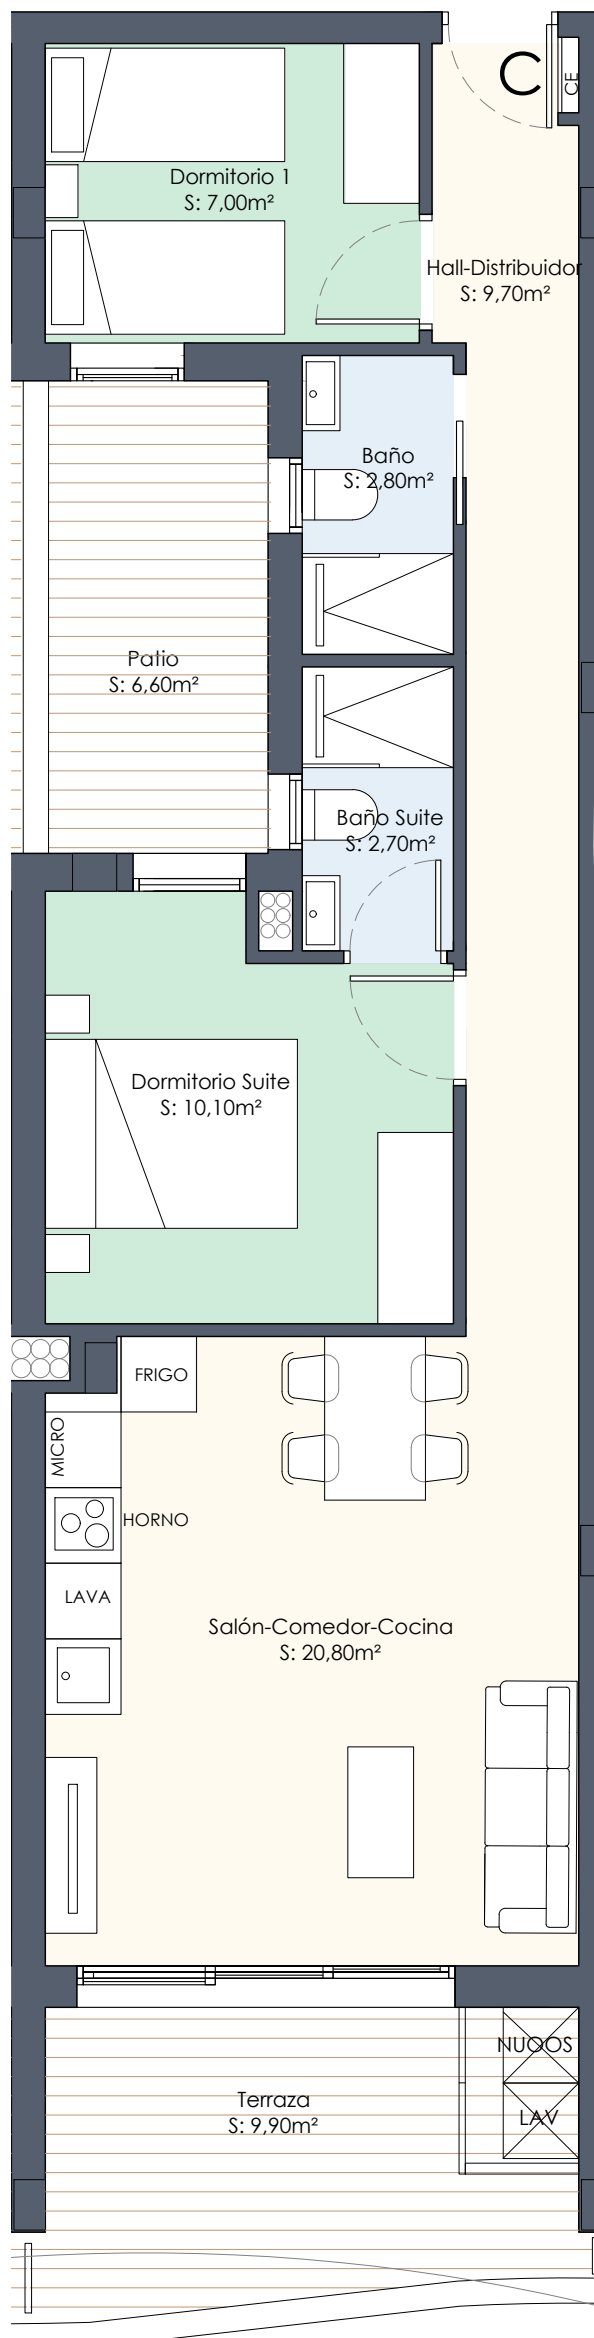 C
CE
Dormitorio 1
S: 7,00m²
Hall-Distribuidor
S: 9,70m²
Baño
S: 2,80m²
Patio
S: 6,60m²
Baño Suite
S: 2,70m²
Dormitorio Suite
S: 10,10m²
FRIGO
MICRO
HORNO
LAVA
Salón-Comedor-Cocina
S: 20,80m²
NUOOS
LAV
Terraza
S: 9,90m²